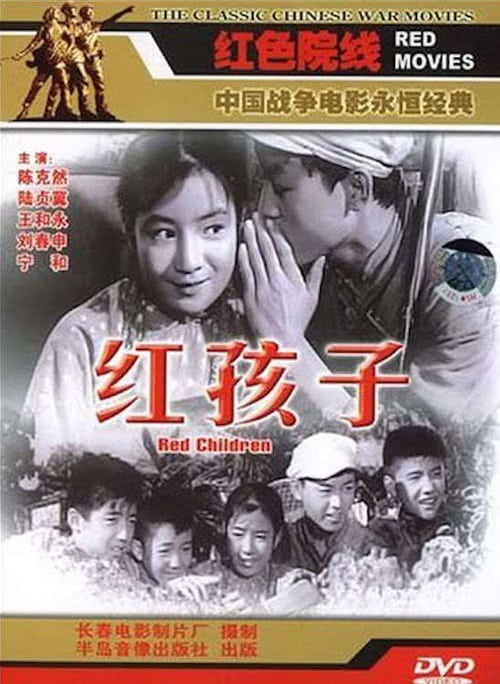 THE CLASSIC CHINESE WAR MOVIES
红色院线
RED
MOVIES
中国战争电影永恒经典
主演:
陈克然
陆贞冀
王和永
刘春申
宁和
红孩子
Red Children
长春电影制片厂 摄制
半岛音像出版社 出版
DVD
VIDEO